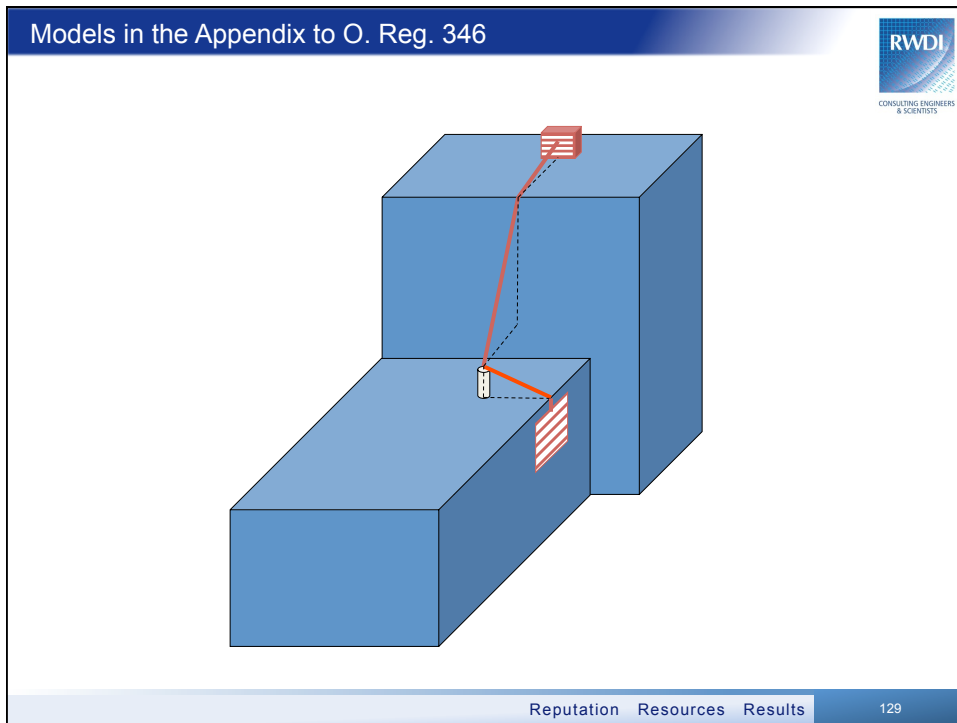 Models in the Appendix to O. Reg. 346
RWDI
CONSULTING ENGINEERS
& SCIENTISTS
Reputation Resources Results
129